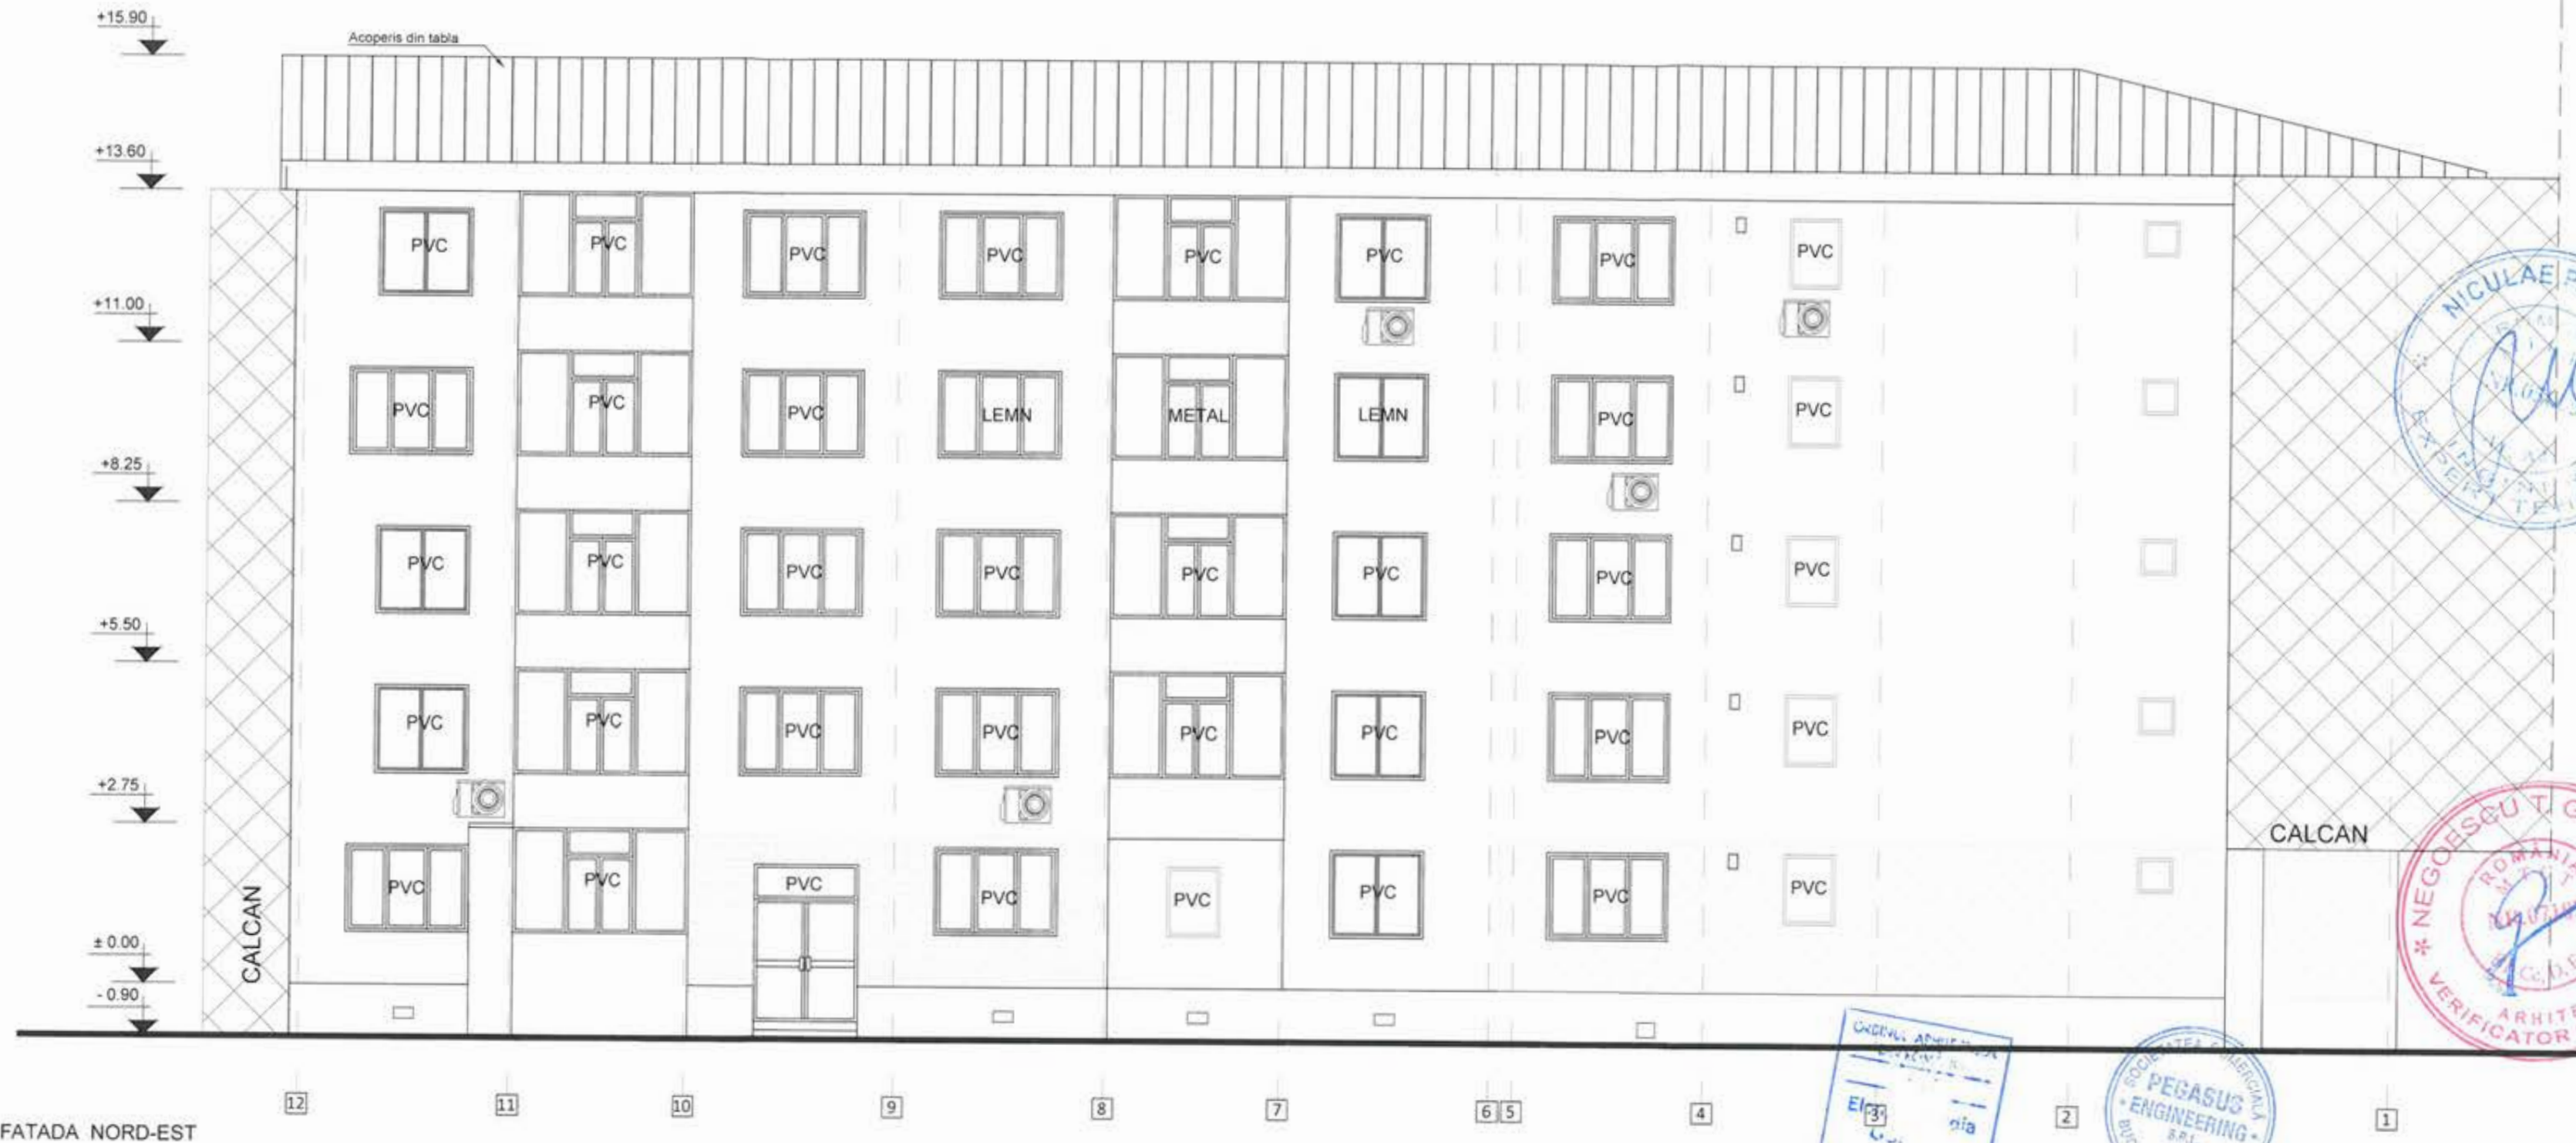 +15.90
Acoperis din tabla
+13.60
PVC PVC PVC PVC PVC PVC PVC PVC
+11.00
PVC PVC PVC LEMN METAL LEMN PVC PVC
+8.25
PVC PVC PVC PVC PVC PVC PVC PVC
+5.50
PVC PVC PVC PVC PVC PVC PVC PVC
+2.75
PVC PVC PVC PVC PVC PVC PVC PVC
CALCAN
CALCAN
± 0.00
- 0.90
12 11 10 9 8 7 6 5 4 3 2 1
FATADA NORD-EST
NICULAE
EXPERT
NEGOESCU T. G
ROMANIA
VERIFICATOR
SOCIETATEA COMERCIALĂ
PEGASUS
ENGINEERING